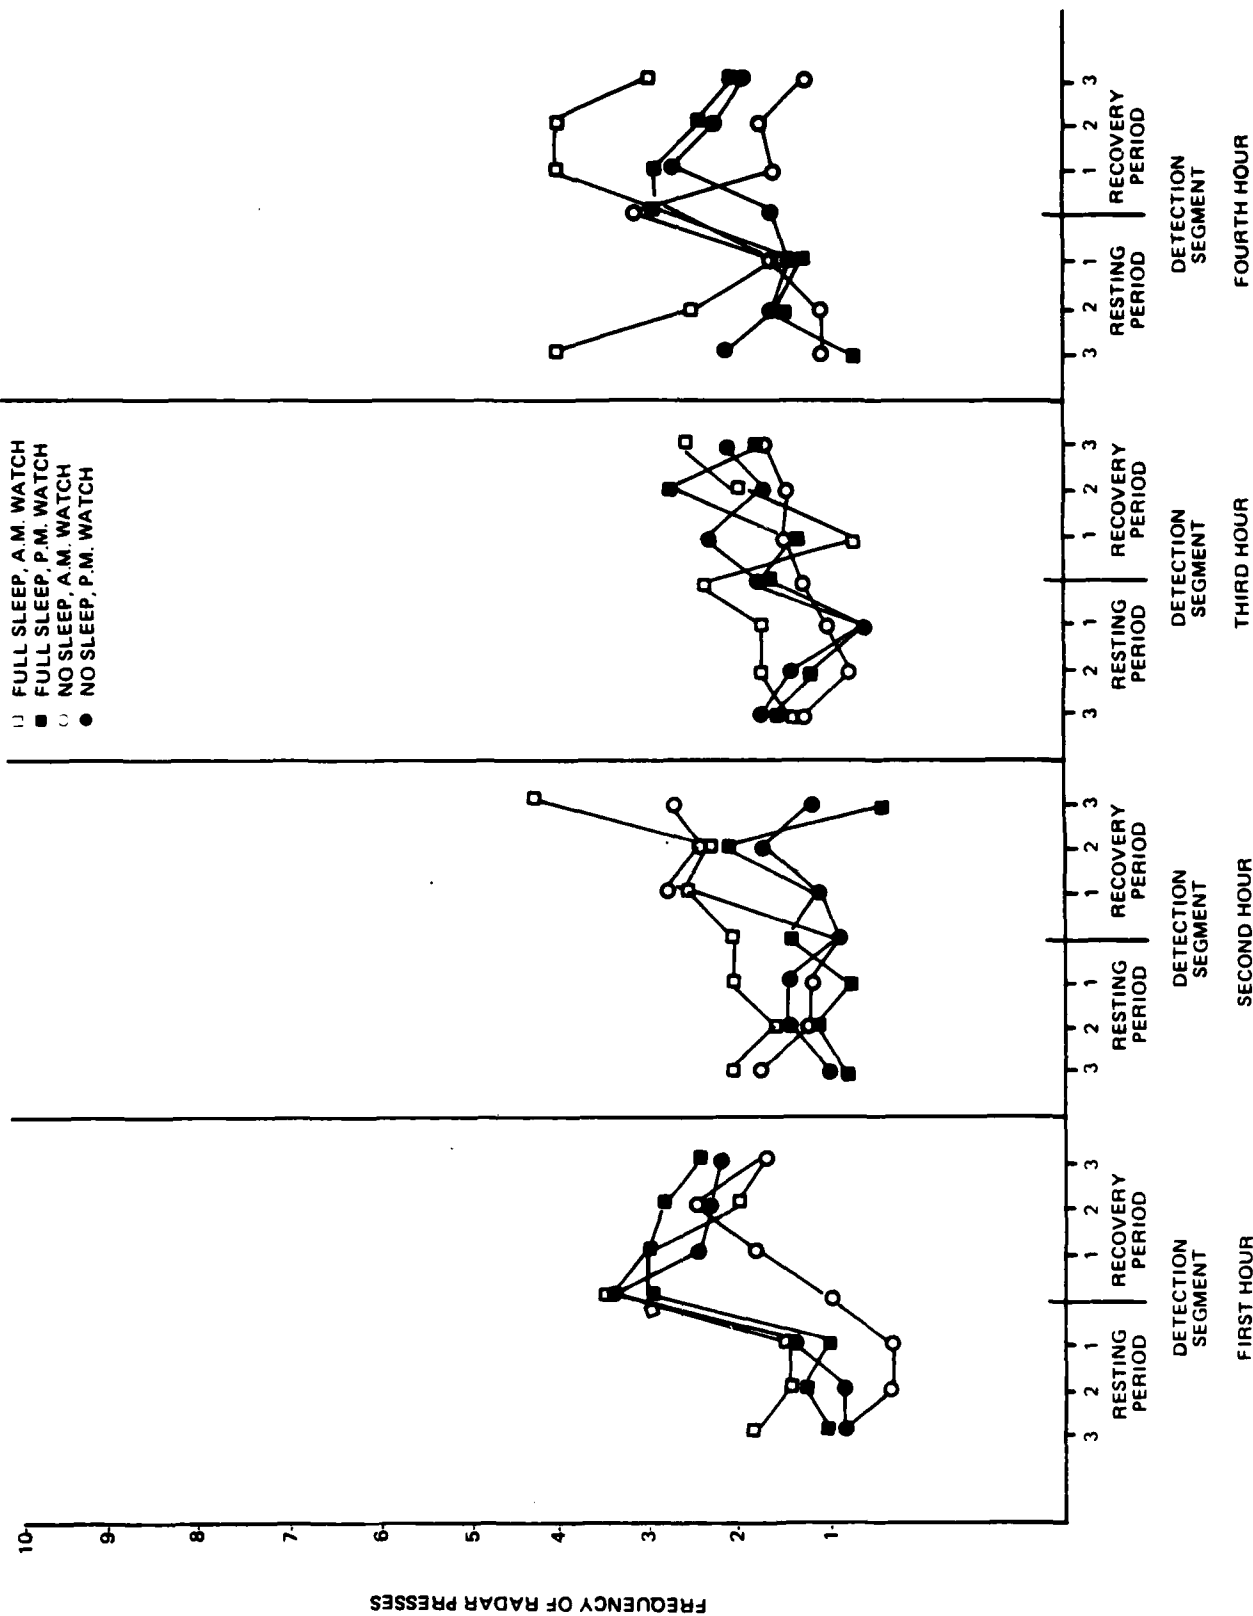 FULL SLEEP, A.M. WATCH
FULL SLEEP, P.M. WATCH
NO SLEEP, A.M. WATCH
NO SLEEP, P.M. WATCH
FREQUENCY OF RADAR PRESSES
10
9
8
7
6
5
4
3
2
1
3 2 1 1 2 3
RESTING
PERIOD
RECOVERY
PERIOD
DETECTION
SEGMENT
FIRST HOUR
3 2 1 1 2 3
RESTING
PERIOD
RECOVERY
PERIOD
DETECTION
SEGMENT
SECOND HOUR
3 2 1 1 2 3
RESTING
PERIOD
RECOVERY
PERIOD
DETECTION
SEGMENT
THIRD HOUR
3 2 1 1 2 3
RESTING
PERIOD
RECOVERY
PERIOD
DETECTION
SEGMENT
FOURTH HOUR